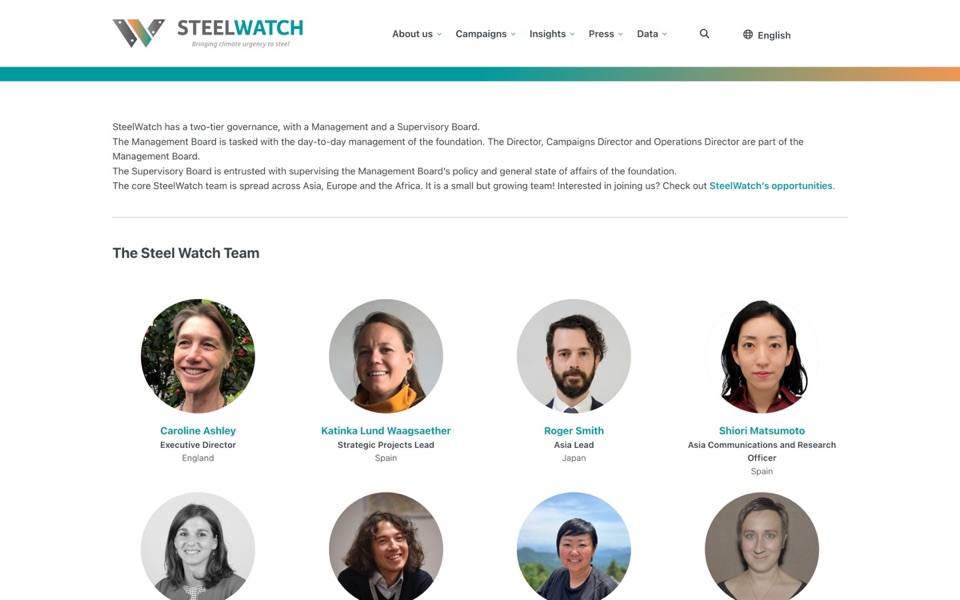 STEELWATCH
Bringing climate urgency to steel
About us
Campaigns
Insights
Press
Data
English
SteelWatch has a two-tier governance, with a Management and a Supervisory Board.
The Management Board is tasked with the day-to-day management of the foundation. The Director, Campaigns Director and Operations Director are part of the
Management Board.
The Supervisory Board is entrusted with supervising the Management Board's policy and general state of affairs of the foundation.
The core SteelWatch team is spread across Asia, Europe and the Africa. It is a small but growing team! Interested in joining us? Check out SteelWatch's opportunities.
The Steel Watch Team
Caroline Ashley
Executive Director
England
Katinka Lund Waagsaether
Strategic Projects Lead
Spain
Roger Smith
Asia Lead
Japan
Shiori Matsumoto
Asia Communications and Research
Officer
Spain